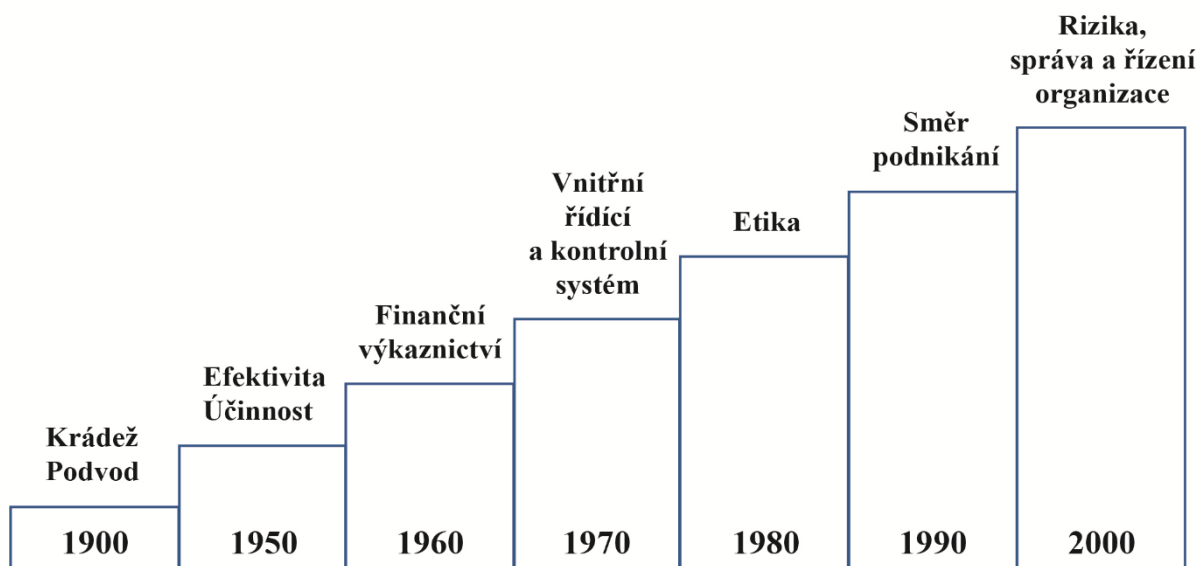 Krádež
Podvod
1900
Efektivita
Účinnost
1950
Finanční
výkaznictví
1960
Vnitřní
řídící
a kontrolní
systém
1970
Etika
1980
Směr
podnikání
1990
Rizika,
správa a řízení
organizace
2000